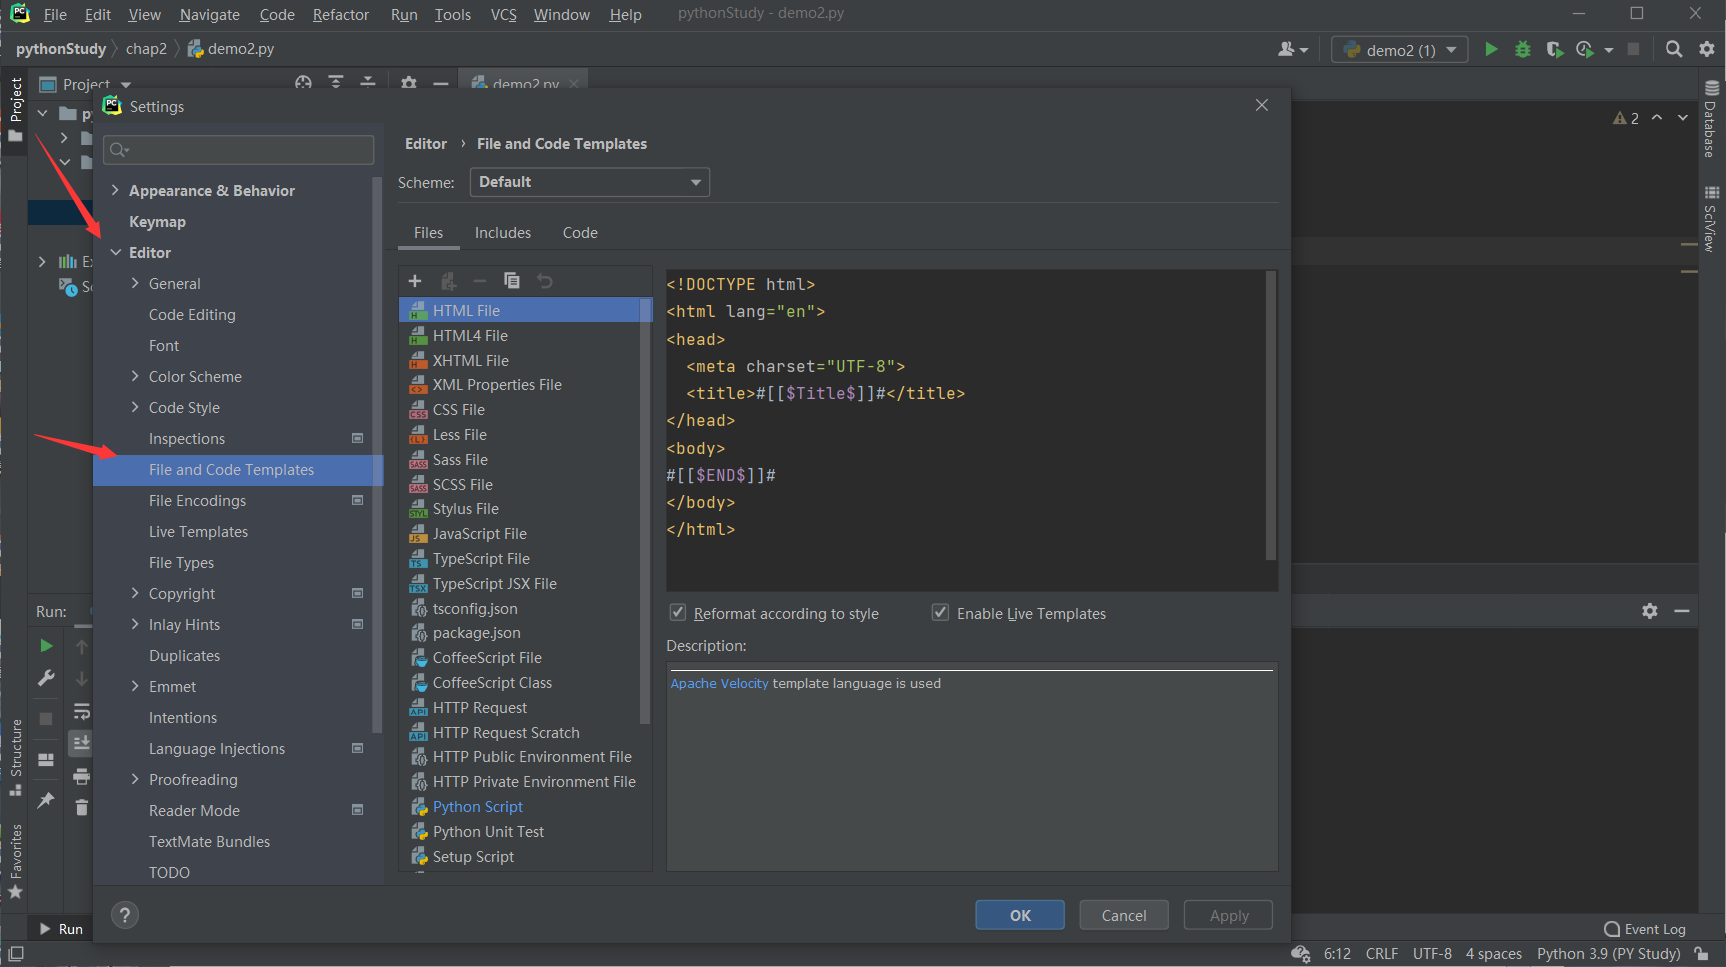 File Edit View Navigate Code Refactor Run Tools VCS Window Help pythonStudy - demo2.py
pythonStudy chap2 demo2.py
demo2 (1)
Project
demo2.py
Project
Settings
2
Database
SciView
Editor › File and Code Templates
Scheme: Default
Appearance & Behavior
Keymap
Editor
General
Code Editing
Font
Color Scheme
Code Style
Inspections
File and Code Templates
File Encodings
Live Templates
File Types
Copyright
Inlay Hints
Duplicates
Emmet
Intentions
Language Injections
Proofreading
Reader Mode
TextMate Bundles
TODO
Files Includes Code
HTML File
HTML4 File
XHTML File
XML Properties File
CSS File
Less File
Sass File
SCSS File
Stylus File
JavaScript File
TypeScript File
TypeScript JSX File
tsconfig.json
package.json
CoffeeScript File
CoffeeScript Class
HTTP Request
HTTP Request Scratch
HTTP Public Environment File
HTTP Private Environment File
Python Script
Python Unit Test
Setup Script
<!DOCTYPE html>
<html lang="en">
<head>
  <meta charset="UTF-8">
  <title>#[[$Title$]]#</title>
</head>
<body>
#[[$END$]]#
</body>
</html>
Reformat according to style Enable Live Templates
Description:
Apache Velocity template language is used
Run:
Structure
Favorites
? OK Cancel Apply
Run
Event Log
6:12 CRLF UTF-8 4 spaces Python 3.9 (PY Study)